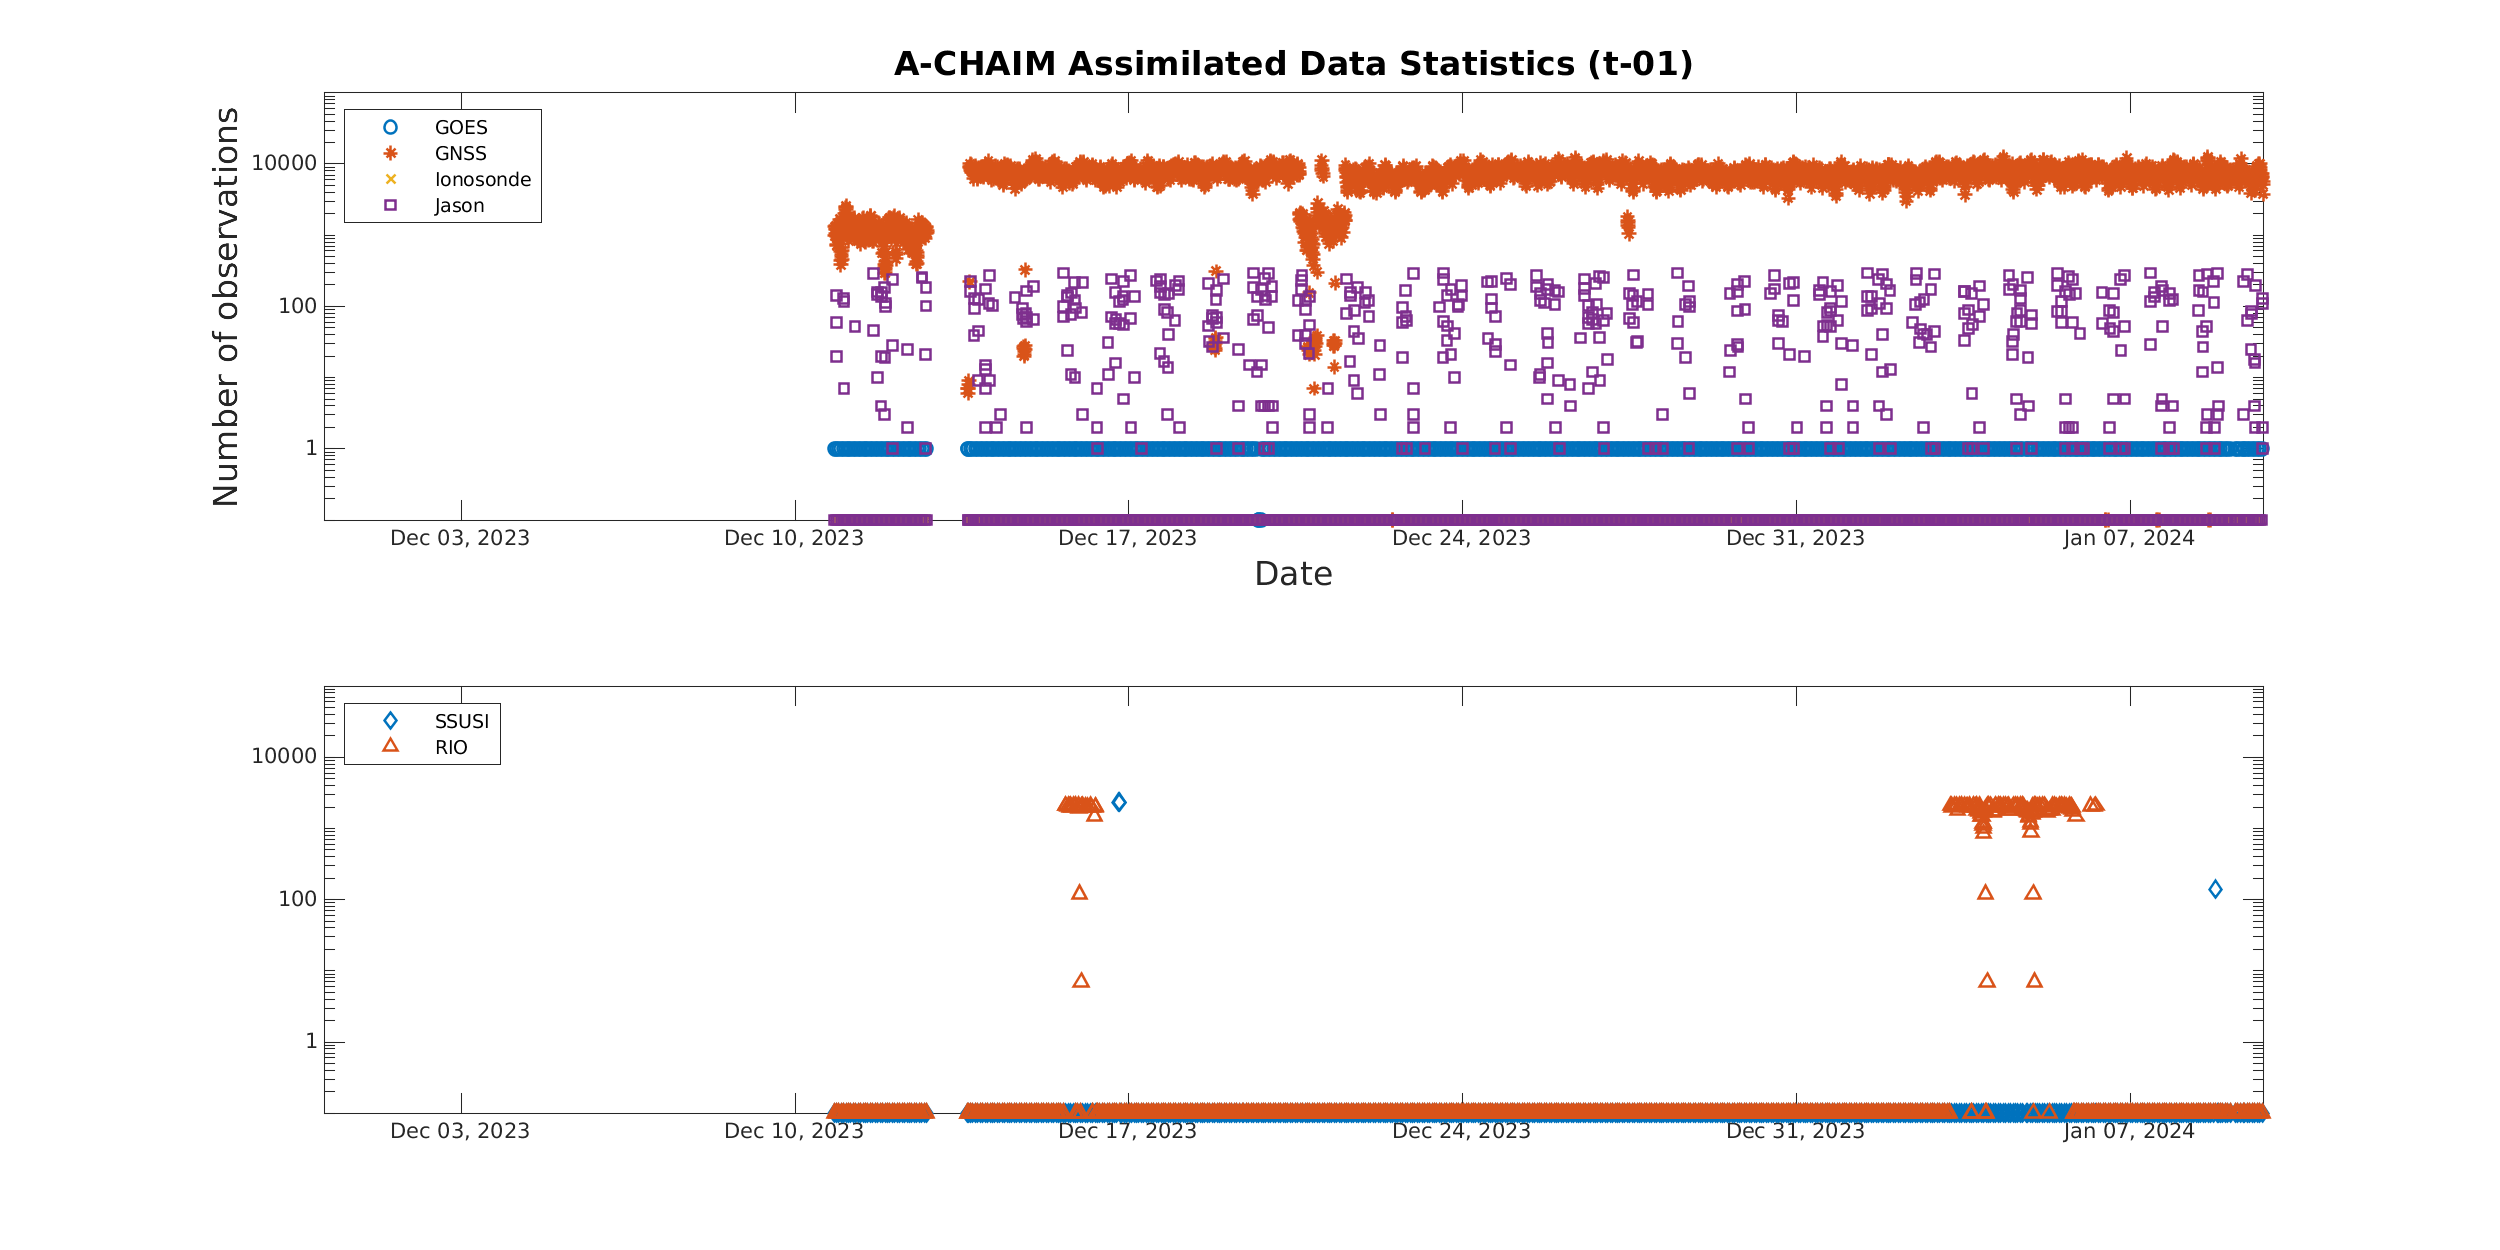 A-CHAIM Assimilated Data Statistics (t-01)
Number of observations
10000
100
1
GOES
GNSS
Ionosonde
Jason
Dec 03, 2023
Dec 10, 2023
Dec 17, 2023
Dec 24, 2023
Dec 31, 2023
Jan 07, 2024
Date
10000
100
1
SSUSI
RIO
Dec 03, 2023
Dec 10, 2023
Dec 17, 2023
Dec 24, 2023
Dec 31, 2023
Jan 07, 2024